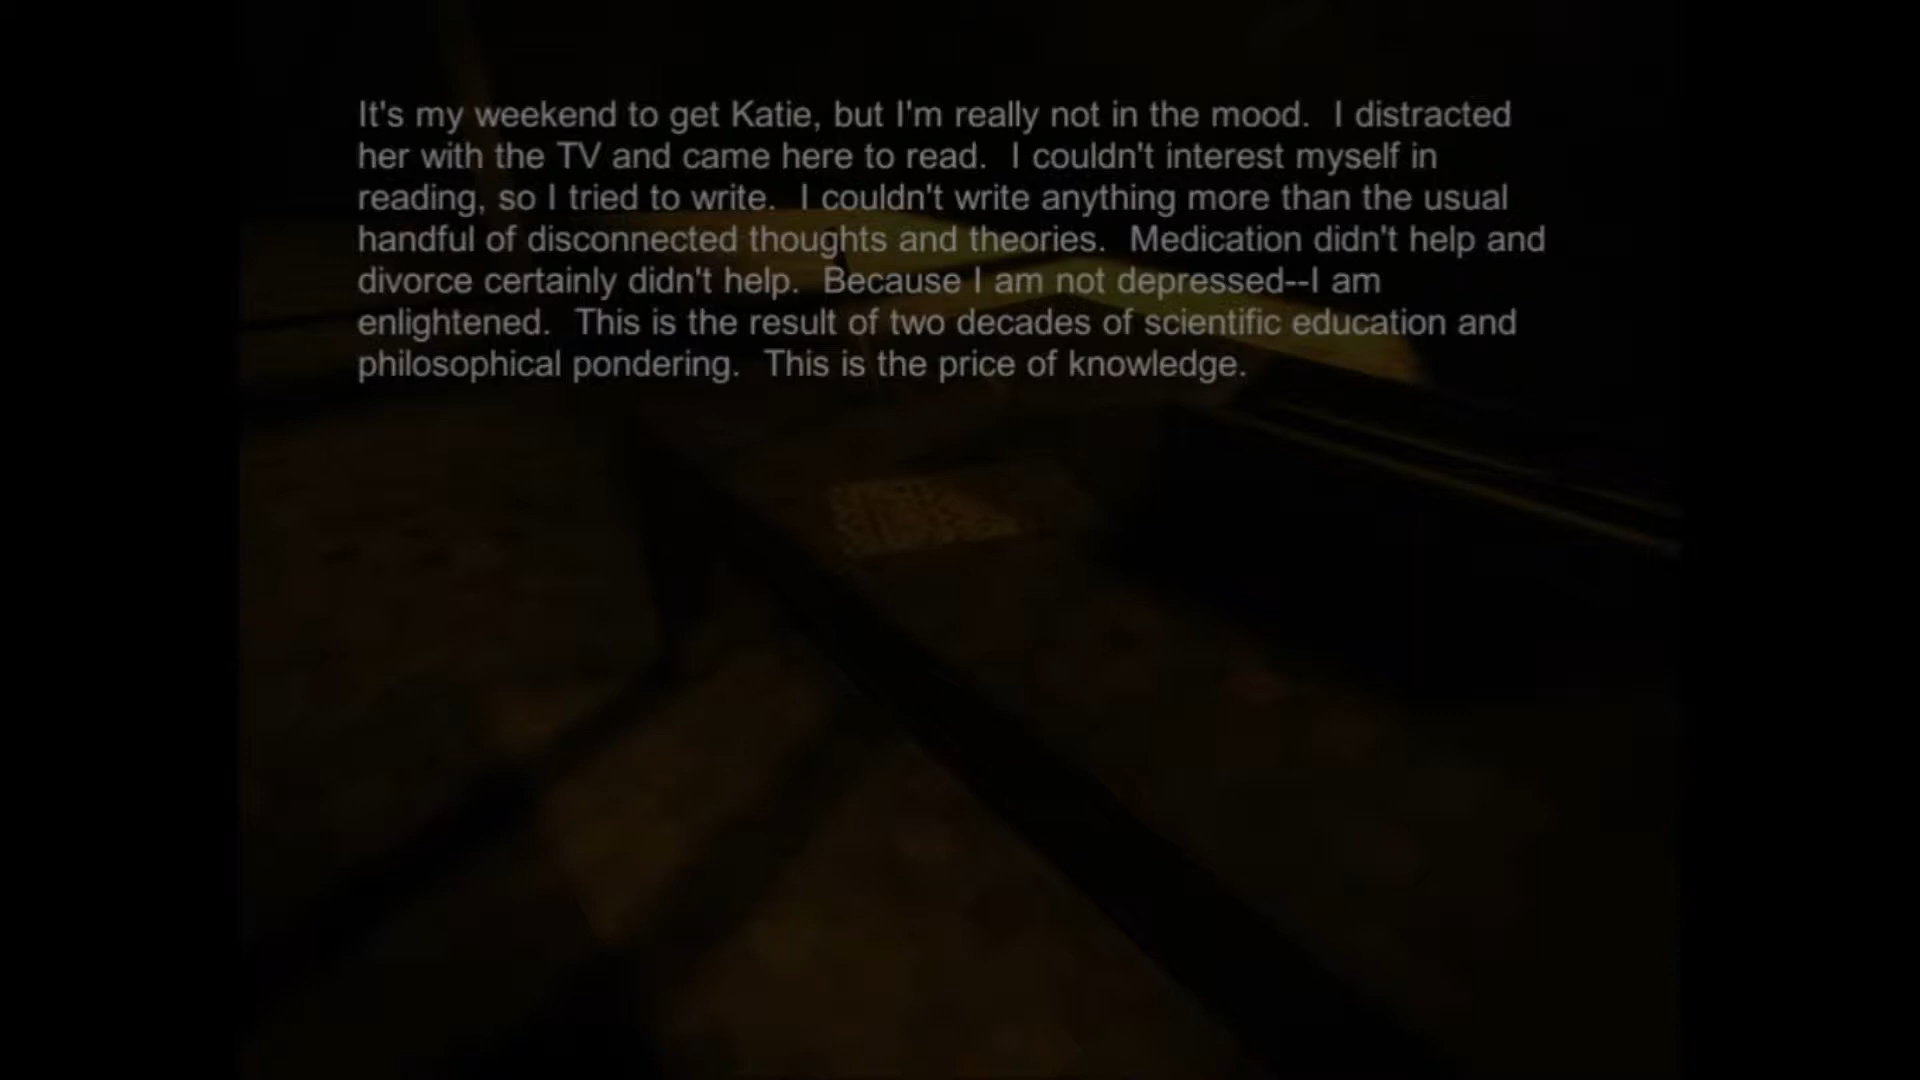 It's my weekend to get Katie, but I'm really not in the mood.  I distracted
her with the TV and came here to read.  I couldn't interest myself in
reading, so I tried to write.  I couldn't write anything more than the usual
handful of disconnected thoughts and theories.  Medication didn't help and
divorce certainly didn't help.  Because I am not depressed--I am
enlightened.  This is the result of two decades of scientific education and
philosophical pondering.  This is the price of knowledge.